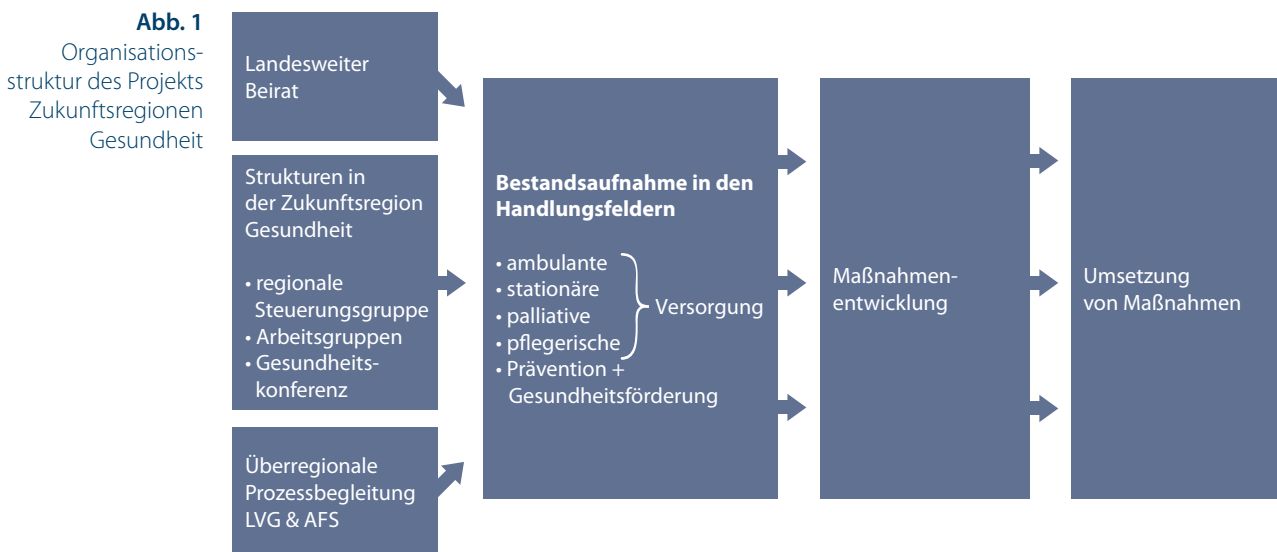 Abb. 1
Organisations-
struktur des Projekts
Zukunftsregionen
Gesundheit
Landesweiter
Beirat
Strukturen in
der Zukunftsregion
Gesundheit
• regionale
Steuerungsgruppe
• Arbeitsgruppen
• Gesundheits-
konferenz
Überregionale
Prozessbegleitung
LVG & AFS
Bestandsaufnahme in den
Handlungsfeldern
• ambulante
• stationäre
• palliative
• pflegerische
Versorgung
• Prävention +
Gesundheitsförderung
Maßnahmen-
entwicklung
Umsetzung
von Maßnahmen